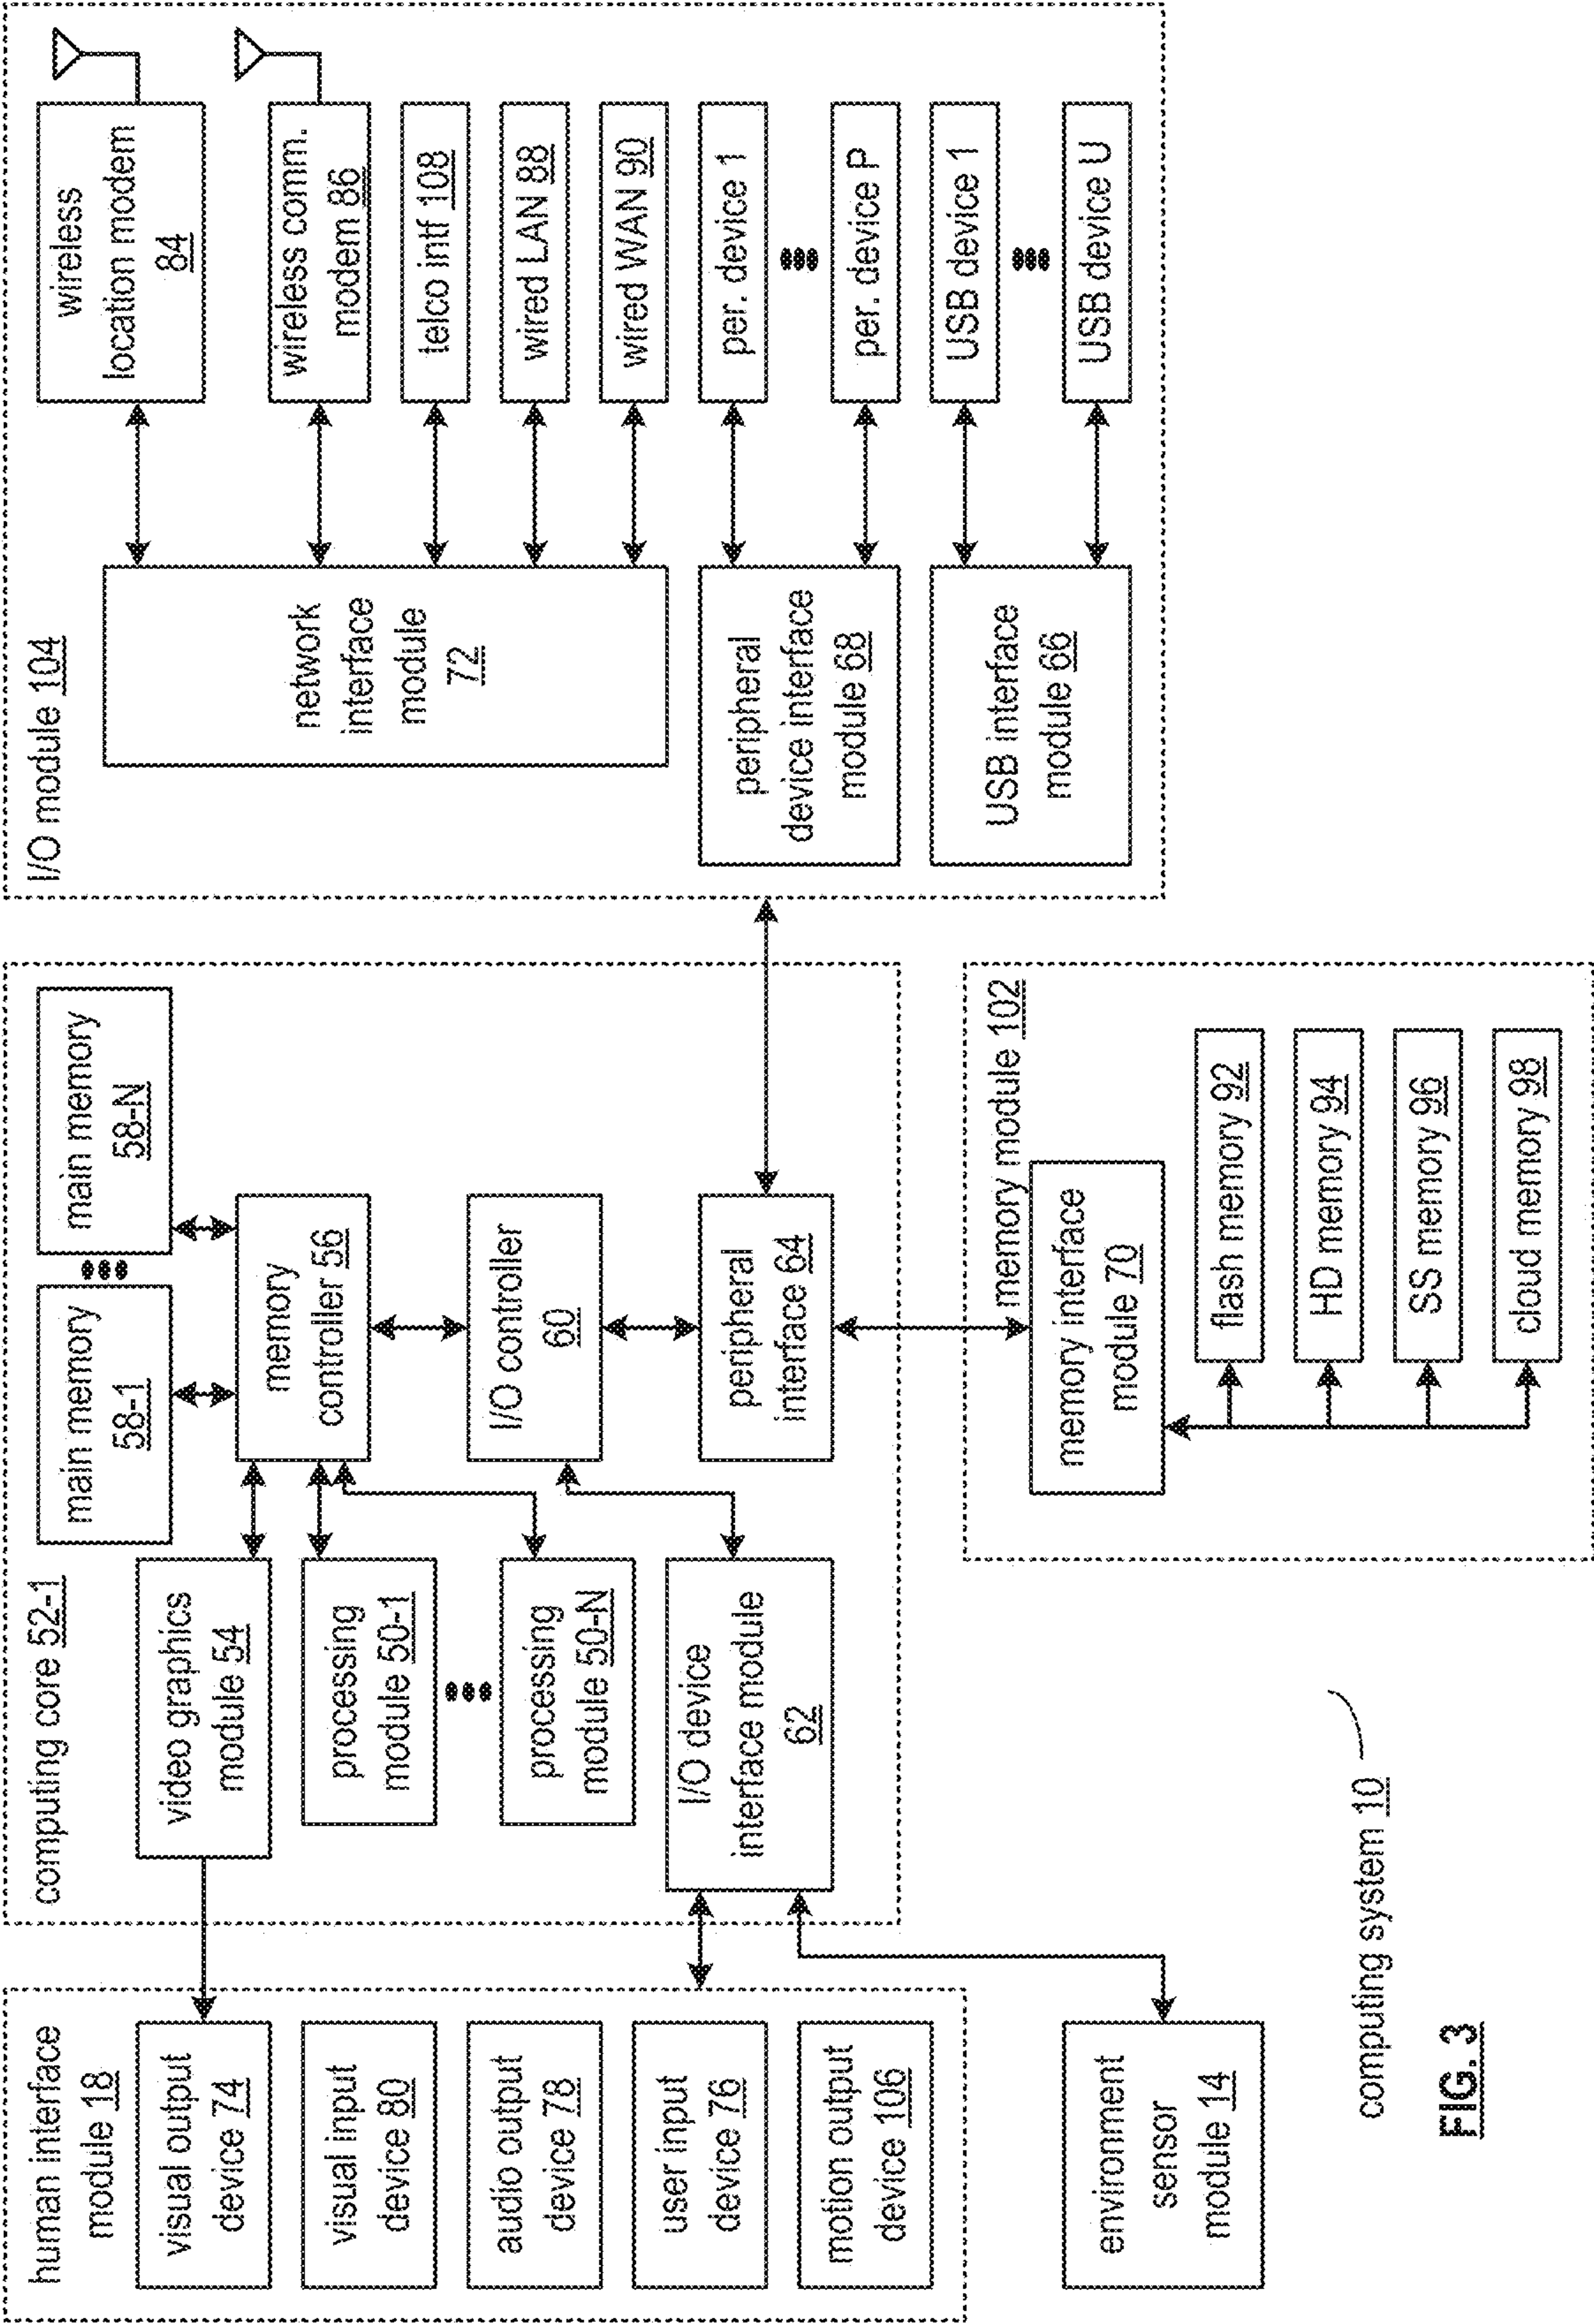 human interface
module 18
visual output
device 74
visual input
device 80
audio output
device 78
user input
device 76
motion output
device 106
environment
sensor
module 14
computing core 52-1
video graphics
module 54
processing
module 50-1
processing
module 50-N
I/O device
interface module
62
main memory
58-1
main memory
58-N
memory
controller 56
I/O controller
60
peripheral
interface 64
memory module 102
memory interface
module 70
flash memory 92
HD memory 94
SS memory 96
cloud memory 98
I/O module 104
network
interface
module
72
peripheral
device interface
module 68
USB interface
module 66
wireless
location modem
84
wireless comm.
modem 86
telco intf 108
wired LAN 88
wired WAN 90
per. device 1
per. device P
USB device 1
USB device U
computing system 10
FIG. 3